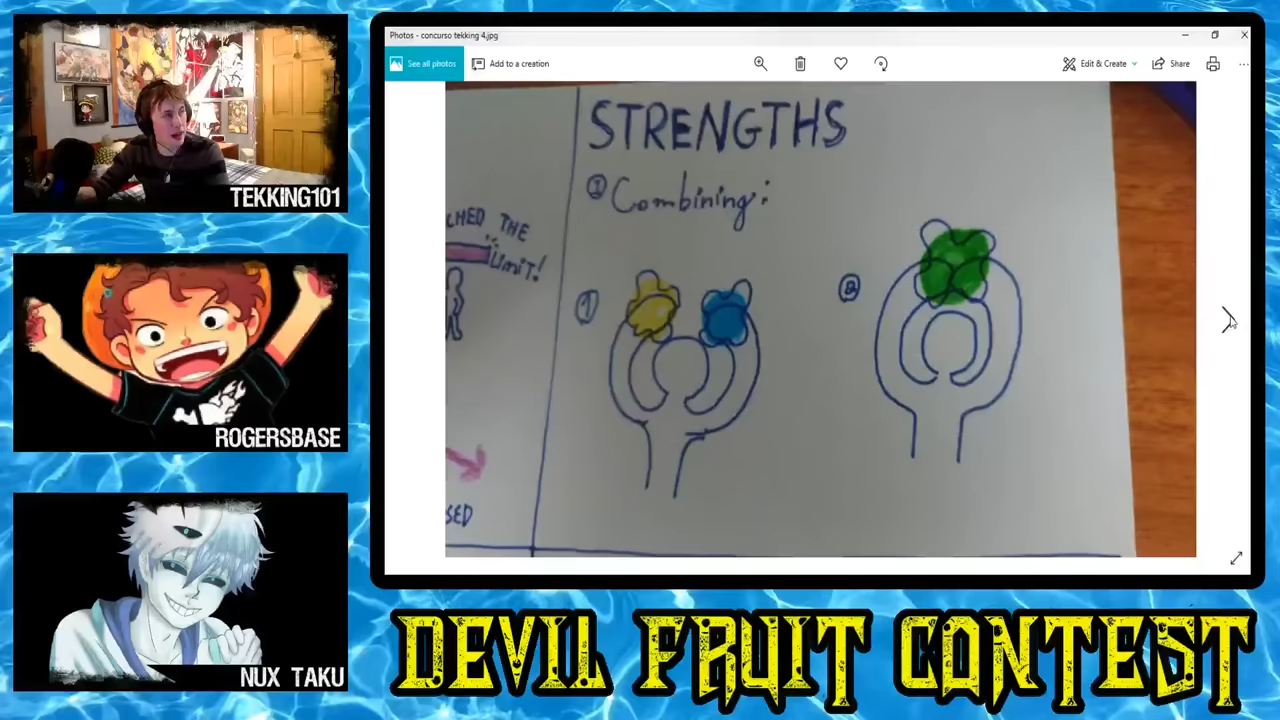 TEKKING101
ROGERSBASE
NUX TAKU
Photos - concurso tekking 4.jpg
See all photos
Add to a creation
Edit & Create
Share
STRENGTHS
① Combining:
CHED THE
LIMIT!
①
②
SED
DEVIL FRUIT CONTEST